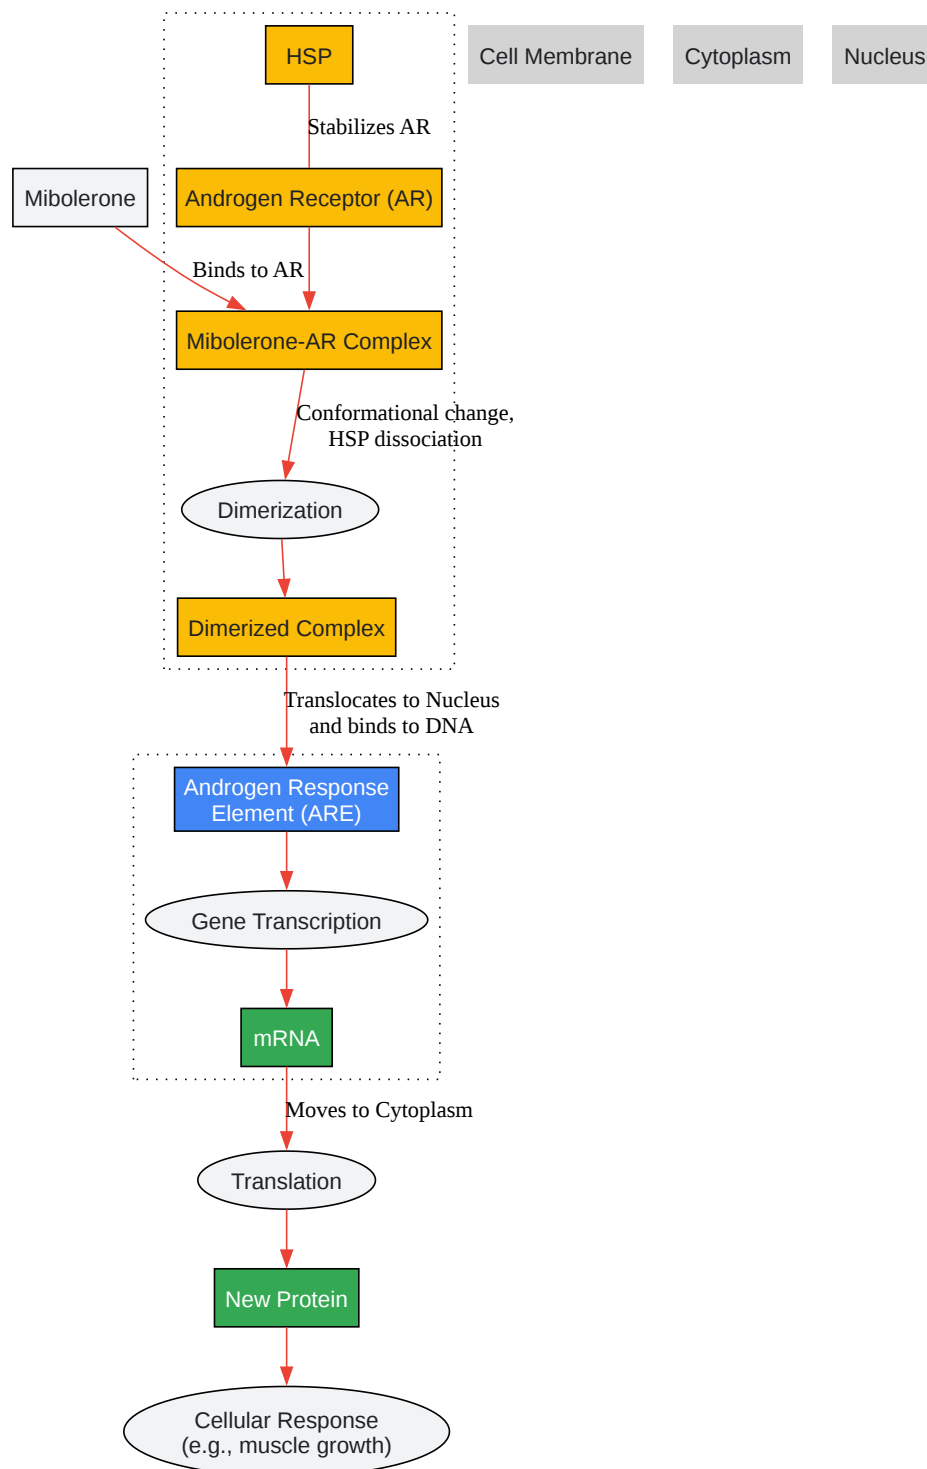 HSP
Cell Membrane
Cytoplasm
Nucleus
Stabilizes AR
Mibolerone
Androgen Receptor (AR)
Binds to AR
Mibolerone-AR Complex
Conformational change,
HSP dissociation
Dimerization
Dimerized Complex
Translocates to Nucleus
and binds to DNA
Androgen Response
Element (ARE)
Gene Transcription
mRNA
Moves to Cytoplasm
Translation
New Protein
Cellular Response
(e.g., muscle growth)